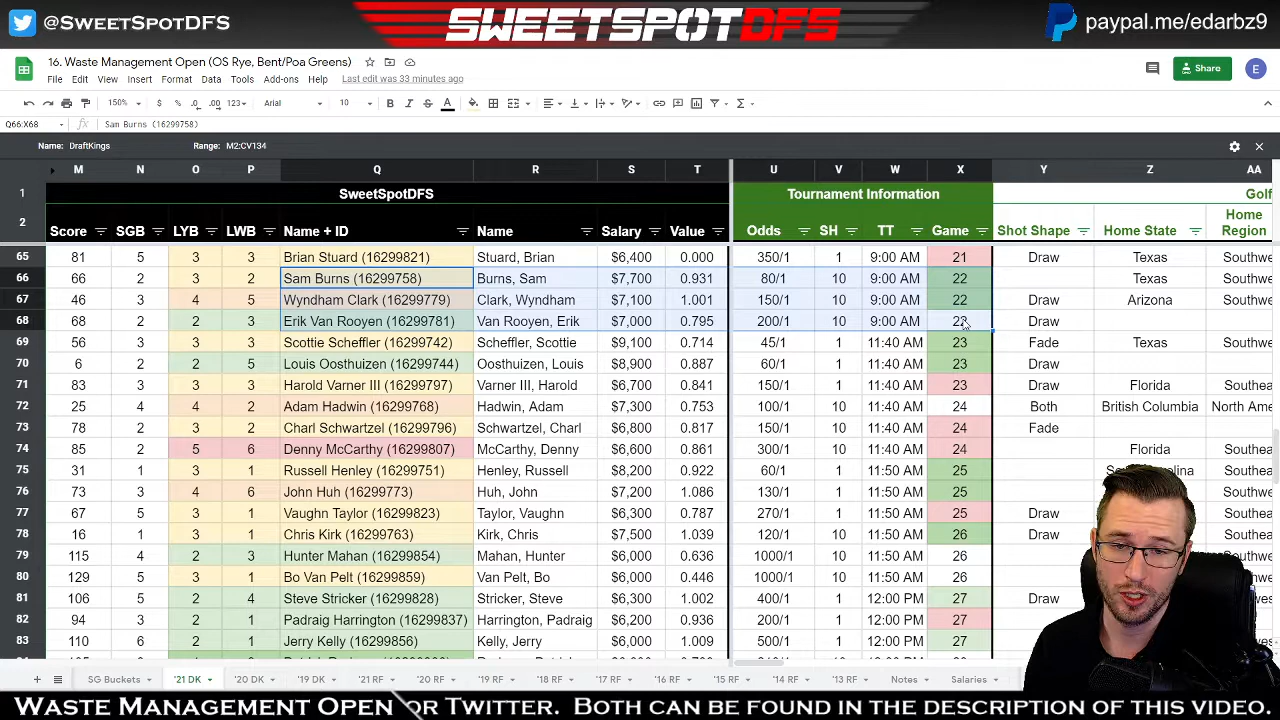 SweetSpotDFS SWEETSPOTDFS paypal.me/edarbz9
16. Waste Management Open (OS Rye, Bent/Poa Greens)
File Edit View Insert Format Data Tools Add-ons Help Last edit was 33 minutes ago Share E
150% $ % .0 .00 123 Arial 10 B I S A
Q66:X68 fx Sam Burns (16299758)
Name: DraftKings Range: M2:CV134
M N O P Q R S T U V W X Y Z AA
1 SweetSpotDFS Tournament Information Golf
2 Score SGB LYB LWB Name + ID Name Salary Value Odds SH TT Game Shot Shape Home State Home Region
65 81 5 3 3 Brian Stuard (16299821) Stuard, Brian $6,400 0.000 350/1 1 9:00 AM 21 Draw Texas Southwe
66 66 2 3 2 Sam Burns (16299758) Burns, Sam $7,700 0.931 80/1 10 9:00 AM 22 Texas Southwe
67 46 3 4 5 Wyndham Clark (16299779) Clark, Wyndham $7,100 1.001 150/1 10 9:00 AM 22 Draw Arizona Southwe
68 68 2 2 3 Erik Van Rooyen (16299781) Van Rooyen, Erik $7,000 0.795 200/1 10 9:00 AM 23 Draw
69 56 3 3 3 Scottie Scheffler (16299742) Scheffler, Scottie $9,100 0.714 45/1 1 11:40 AM 23 Fade Texas Southwe
70 6 2 2 5 Louis Oosthuizen (16299744) Oosthuizen, Louis $8,900 0.887 60/1 1 11:40 AM 23 Draw
71 83 3 3 3 Harold Varner III (16299797) Varner III, Harold $6,700 0.841 150/1 1 11:40 AM 23 Draw Florida Southea
72 25 4 4 2 Adam Hadwin (16299768) Hadwin, Adam $7,300 0.753 100/1 10 11:40 AM 24 Both British Columbia North Ame
73 78 2 3 2 Charl Schwartzel (16299796) Schwartzel, Charl $6,800 0.817 150/1 10 11:40 AM 24 Fade
74 85 2 5 6 Denny McCarthy (16299807) McCarthy, Denny $6,600 0.861 300/1 10 11:40 AM 24 Florida Southea
75 31 1 3 1 Russell Henley (16299751) Henley, Russell $8,200 0.922 60/1 1 11:50 AM 25 Southea
76 73 3 4 6 John Huh (16299773) Huh, John $7,200 1.086 130/1 1 11:50 AM 25 Southwe
77 67 5 3 1 Vaughn Taylor (16299823) Taylor, Vaughn $6,300 0.787 270/1 1 11:50 AM 25 Draw Southea
78 16 1 3 1 Chris Kirk (16299763) Kirk, Chris $7,500 1.039 120/1 10 11:50 AM 26 Draw Southea
79 115 4 2 3 Hunter Mahan (16299854) Mahan, Hunter $6,000 0.636 1000/1 10 11:50 AM 26
80 129 5 3 1 Bo Van Pelt (16299859) Van Pelt, Bo $6,000 0.446 1000/1 10 11:50 AM 26
81 106 5 2 4 Steve Stricker (16299828) Stricker, Steve $6,300 1.002 400/1 1 12:00 PM 27 Draw
82 94 3 2 1 Padraig Harrington (16299837) Harrington, Padraig $6,200 0.936 200/1 1 12:00 PM 27
83 110 6 2 1 Jerry Kelly (16299856) Kelly, Jerry $6,000 1.009 500/1 1 12:00 PM 27
SG Buckets '21 DK '20 DK '19 DK '21 RF '20 RF '19 RF '18 RF '17 RF '16 RF '15 RF '14 RF '13 RF Notes Salaries
WASTE MANAGEMENT OPEN OR TWITTER. BOTH CAN BE FOUND IN THE DESCRIPTION OF THIS VIDEO.